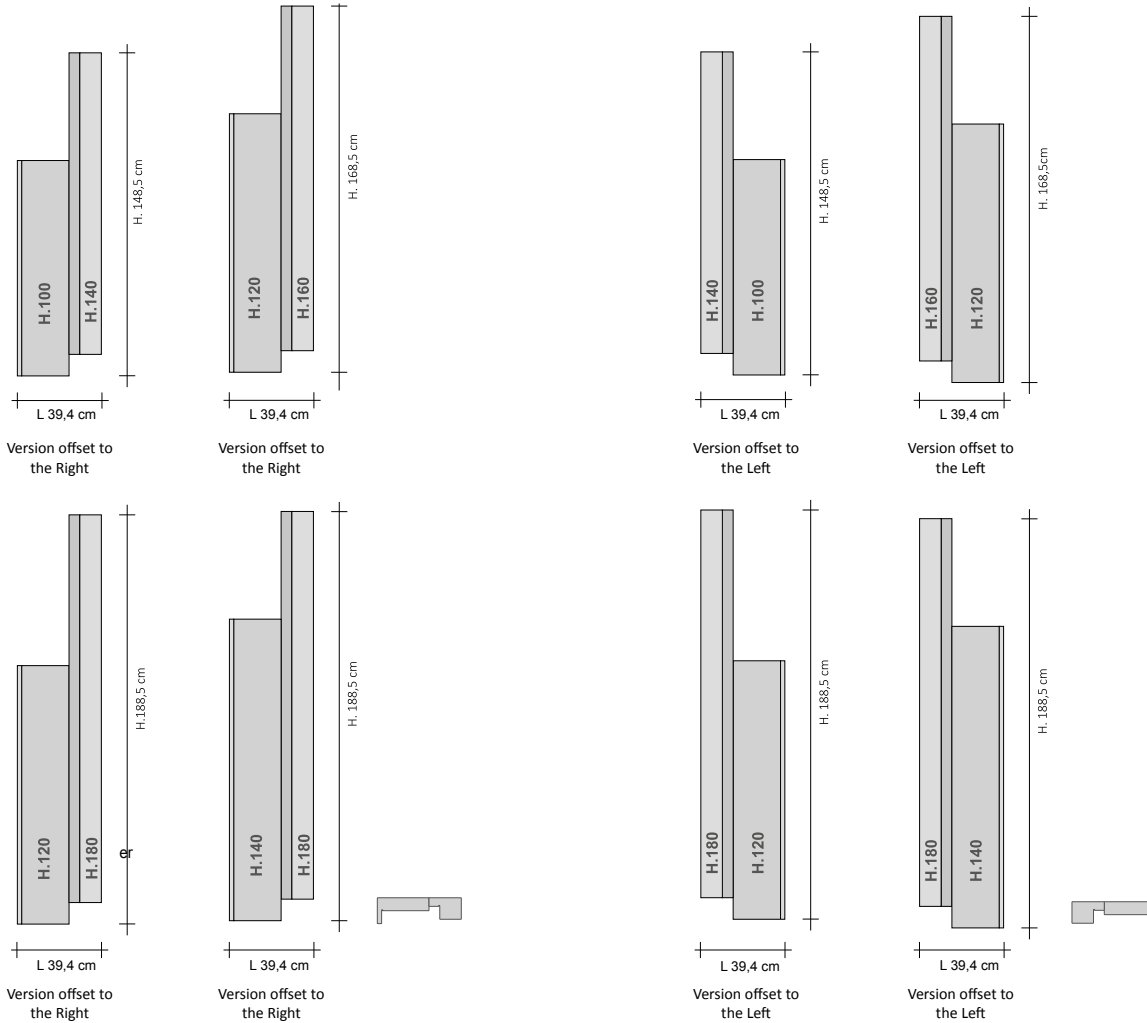 H.100
H.140
H. 148,5 cm
L 39,4 cm
Version offset to
the Right
H.120
H.160
H. 168,5 cm
L 39,4 cm
Version offset to
the Right
H.140
H.100
H. 148,5 cm
L 39,4 cm
Version offset to
the Left
H.160
H.120
H. 168,5cm
L 39,4 cm
Version offset to
the Left
H.120
H.180
er
H.188,5 cm
L 39,4 cm
Version offset to
the Right
H.140
H.180
H. 188,5 cm
L 39,4 cm
Version offset to
the Right
H.180
H.120
H. 188,5 cm
L 39,4 cm
Version offset to
the Left
H.180
H.140
H. 188,5 cm
L 39,4 cm
Version offset to
the Left